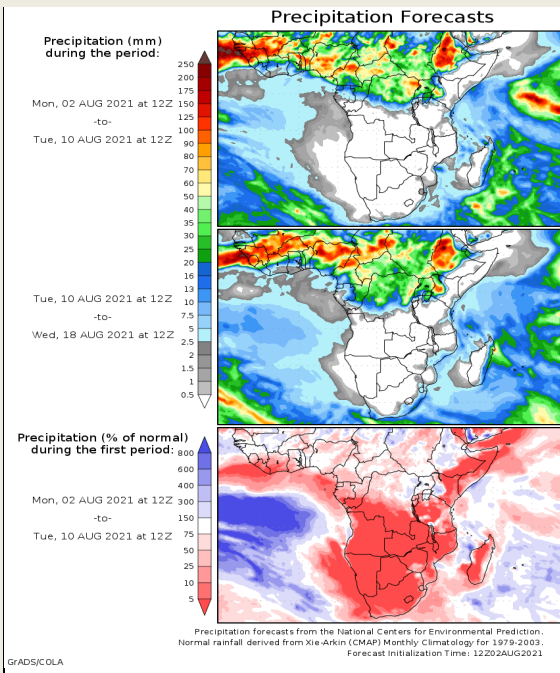 Precipitation Forecasts
Precipitation (mm)
during the period:
250
200
175
150
125
100
90
80
70
60
50
40
35
30
25
20
16
13
10
7.5
5
2.5
2
1.5
1
0.5
Mon, 02 AUG 2021 at 12Z
-to-
Tue, 10 AUG 2021 at 12Z
Tue, 10 AUG 2021 at 12Z
-to-
Wed, 18 AUG 2021 at 12Z
Precipitation (% of normal)
during the first period:
800
600
400
300
150
75
50
25
10
5
Mon, 02 AUG 2021 at 12Z
-to-
Tue, 10 AUG 2021 at 12Z
Precipitation forecasts from the National Centers for Environmental Prediction.
Normal rainfall derived from Xie-Arkin (CMAP) Monthly Climatology for 1979-2003.
Forecast Initialization Time: 12Z02AUG2021
GrADS/COLA